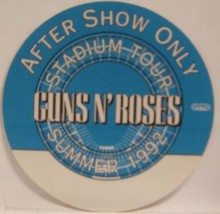 AFTER SHOW ONLY
STADIUM TOUR
GUNS N' ROSES
SUMMER 1992